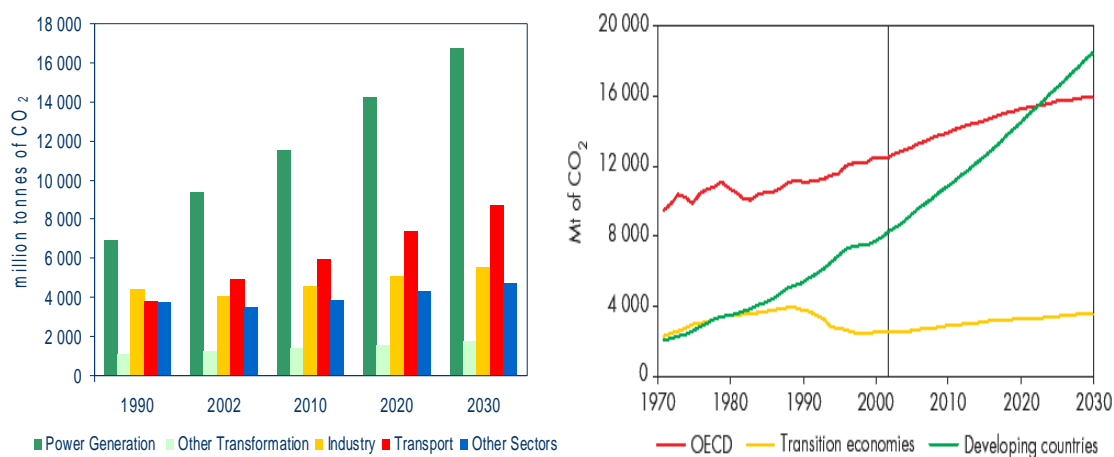 18 000
16 000
14 000
12 000
10 000
8 000
6 000
4 000
2 000
0
million tonnes of CO₂
1990 2002 2010 2020 2030
Power Generation Other Transformation Industry Transport Other Sectors
20 000
16 000
12 000
8 000
4 000
0
Mt of CO₂
1970 1980 1990 2000 2010 2020 2030
OECD Transition economies Developing countries